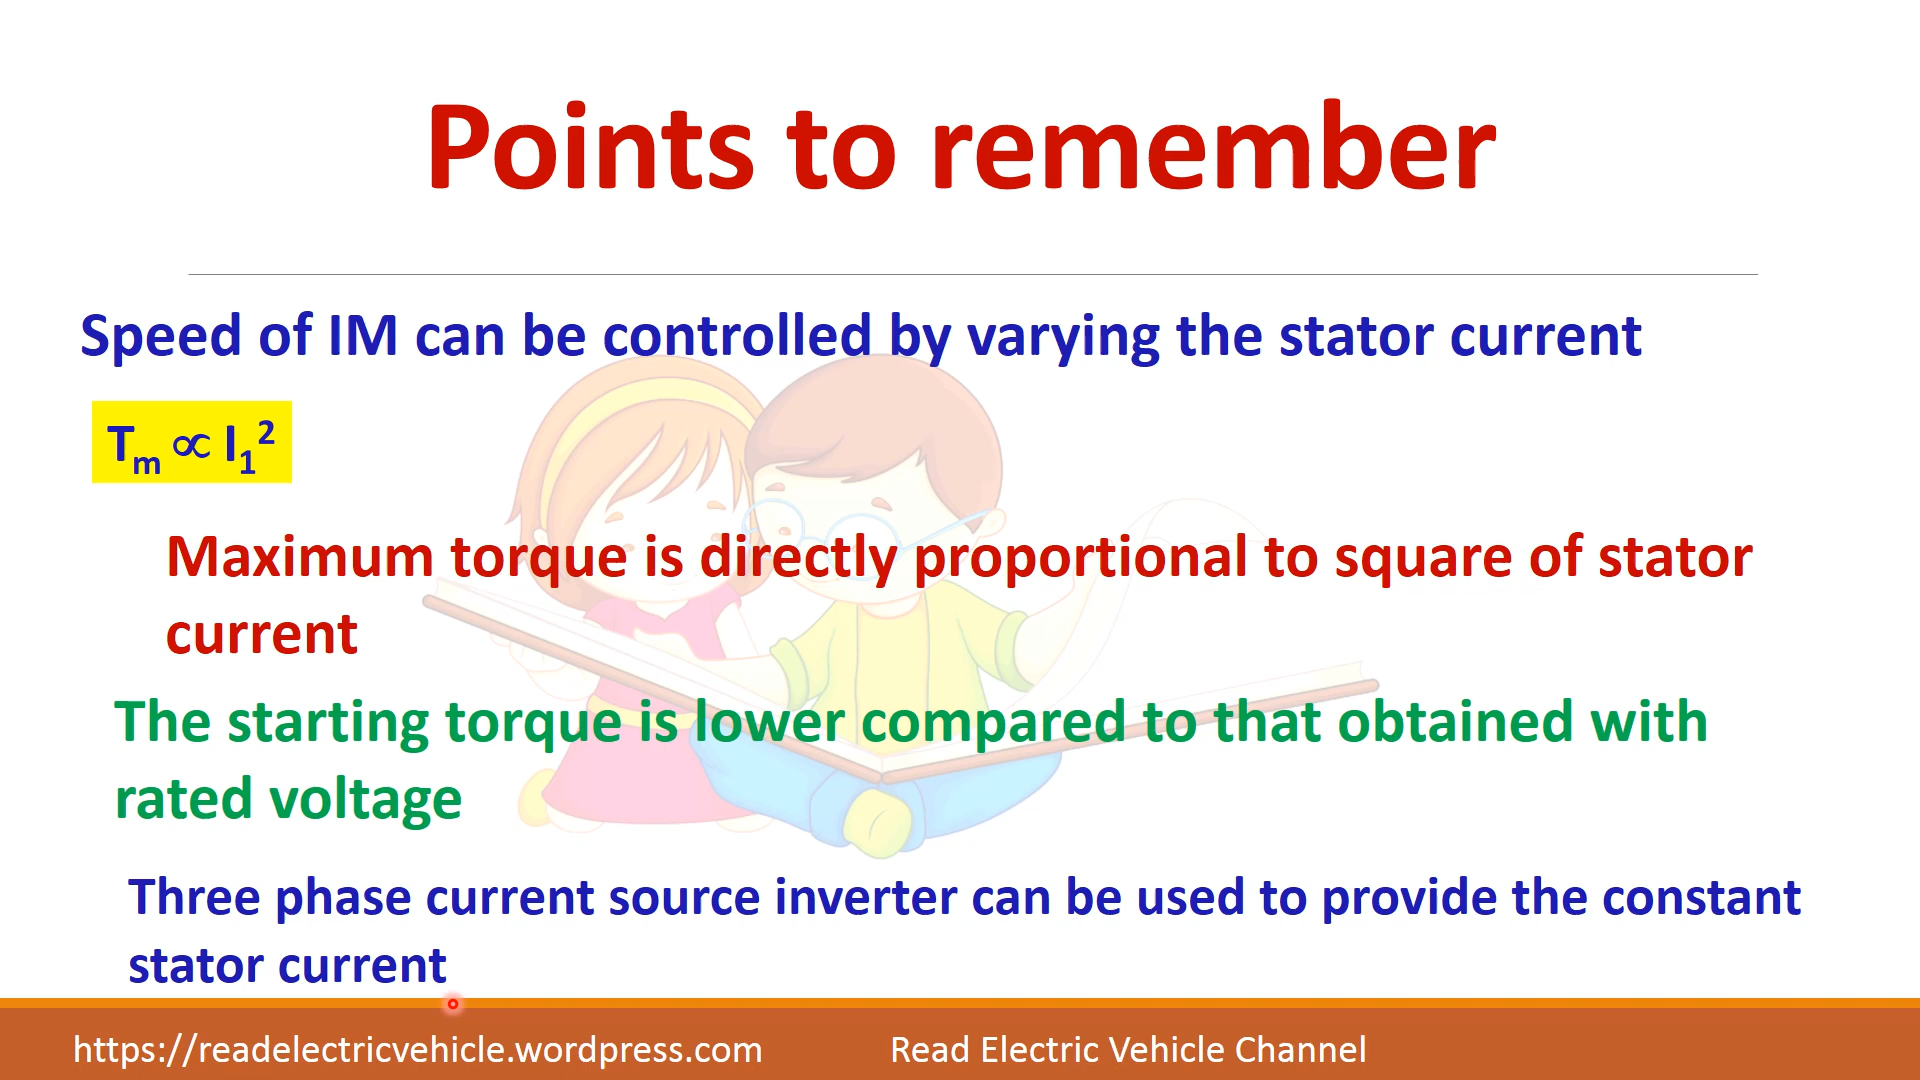 Points to remember
Speed of IM can be controlled by varying the stator current
Tₘ ∝ I₁²
Maximum torque is directly proportional to square of stator
current
The starting torque is lower compared to that obtained with
rated voltage
Three phase current source inverter can be used to provide the constant
stator current
https://readelectricvehicle.wordpress.com
Read Electric Vehicle Channel